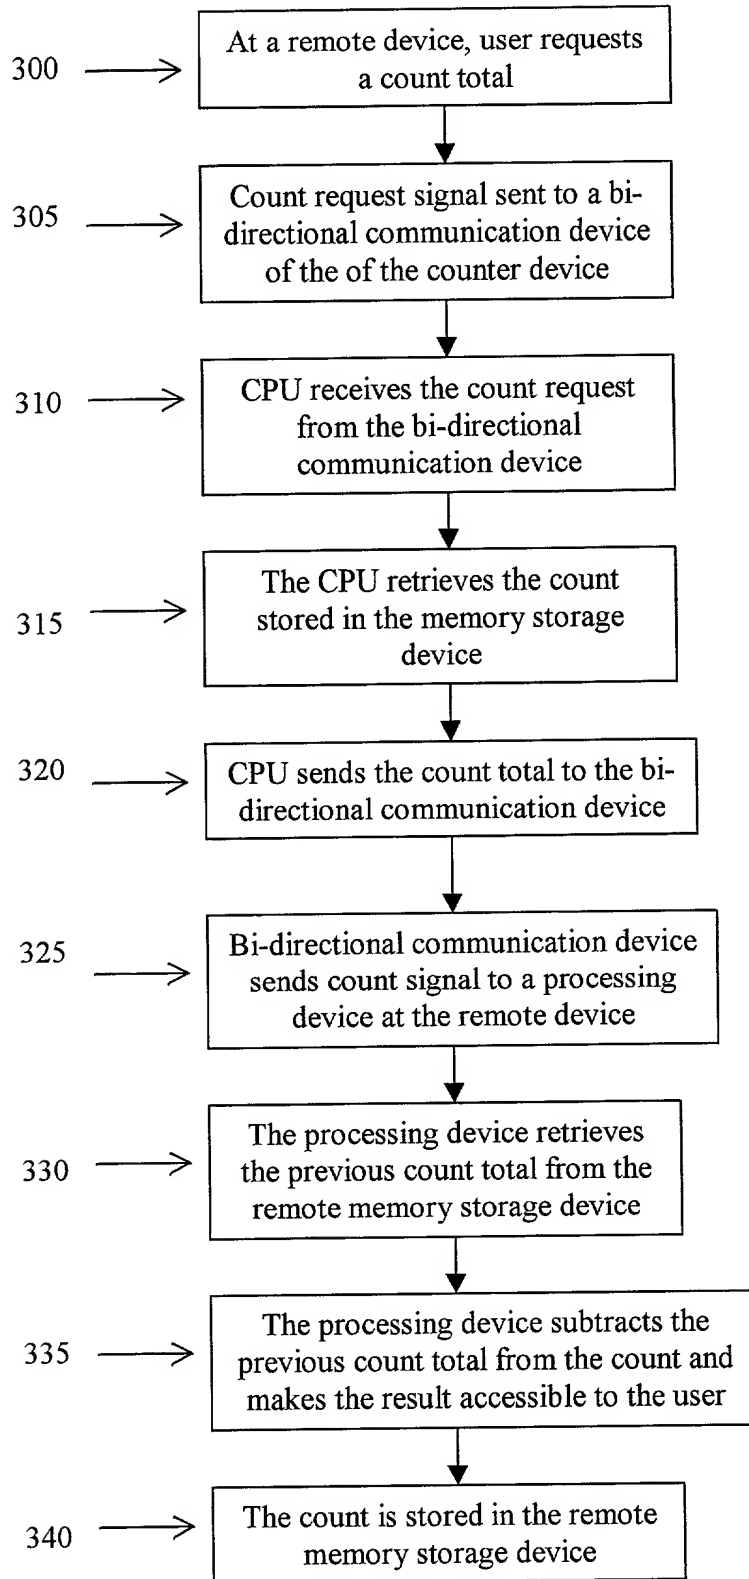 300
At a remote device, user requests
a count total
305
Count request signal sent to a bi-
directional communication device
of the of the counter device
310
CPU receives the count request
from the bi-directional
communication device
315
The CPU retrieves the count
stored in the memory storage
device
320
CPU sends the count total to the bi-
directional communication device
325
Bi-directional communication device
sends count signal to a processing
device at the remote device
330
The processing device retrieves
the previous count total from the
remote memory storage device
335
The processing device subtracts the
previous count total from the count and
makes the result accessible to the user
340
The count is stored in the remote
memory storage device